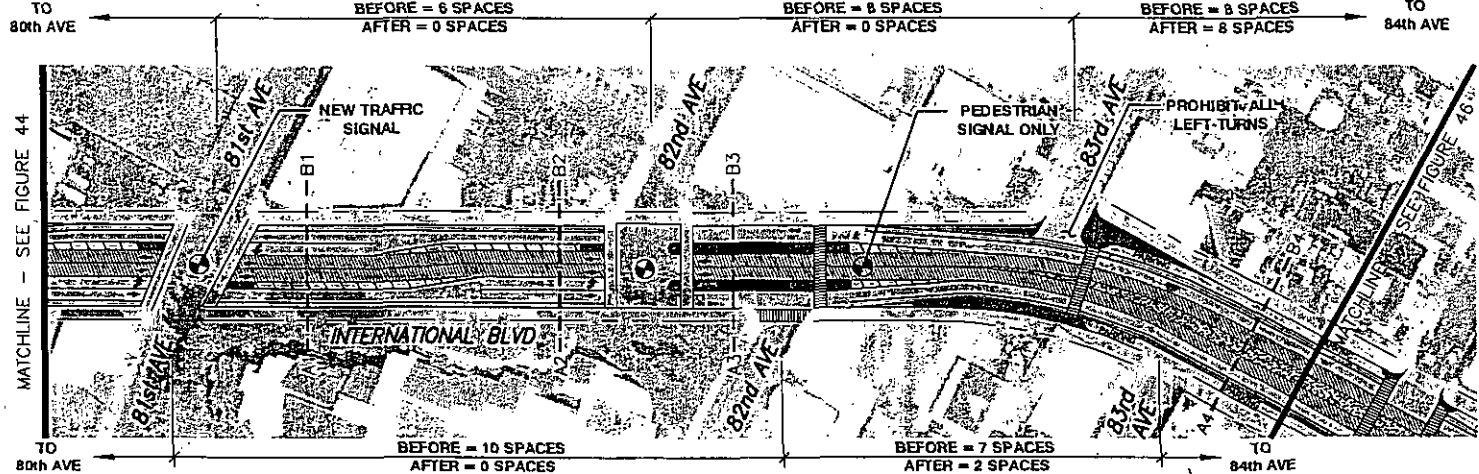 TO
80th AVE
BEFORE = 6 SPACES
AFTER = 0 SPACES
BEFORE = 8 SPACES
AFTER = 0 SPACES
BEFORE = 8 SPACES
AFTER = 8 SPACES
TO
84th AVE
MATCHLINE - SEE FIGURE 44
81st AVE
NEW TRAFFIC
SIGNAL
B1
B2
82nd AVE
B3
PEDESTRIAN
SIGNAL ONLY
83rd AVE
PROHIBIT ALL
LEFT TURNS
B4
MATCHLINE - SEE FIGURE 46
INTERNATIONAL BLVD
81st AVE
A1
A2
A3
82nd AVE
83rd
AVE
A4
TO
80th AVE
BEFORE = 10 SPACES
AFTER = 0 SPACES
BEFORE = 7 SPACES
AFTER = 2 SPACES
TO
84th AVE